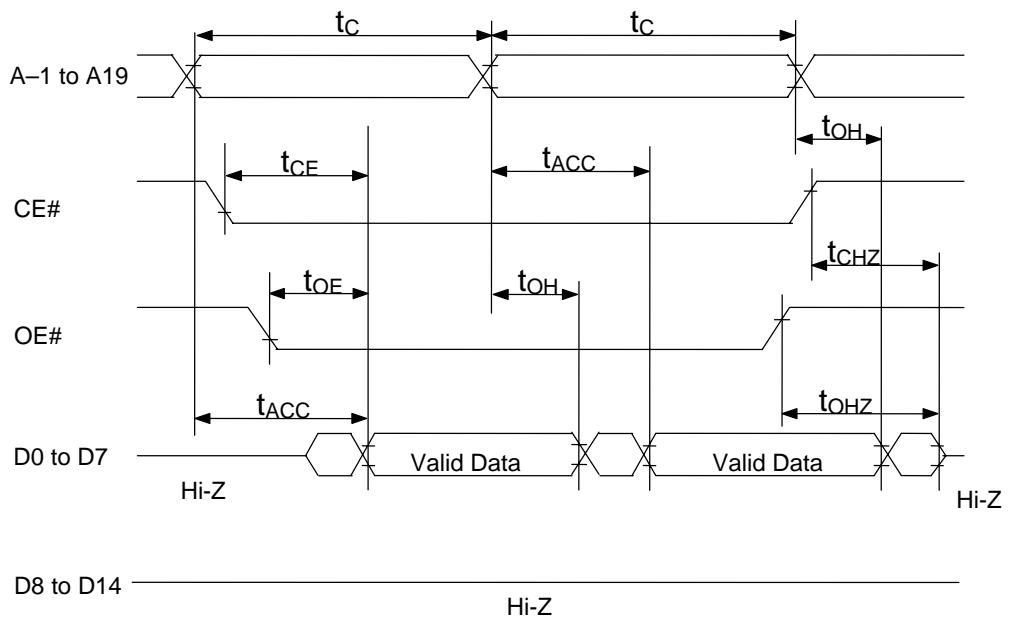 tC tC
A–1 to A19
tOH
tCE tACC
CE#
tCHZ
tOE tOH
OE#
tACC tOHZ
D0 to D7 Valid Data Valid Data
Hi-Z Hi-Z
D8 to D14
Hi-Z